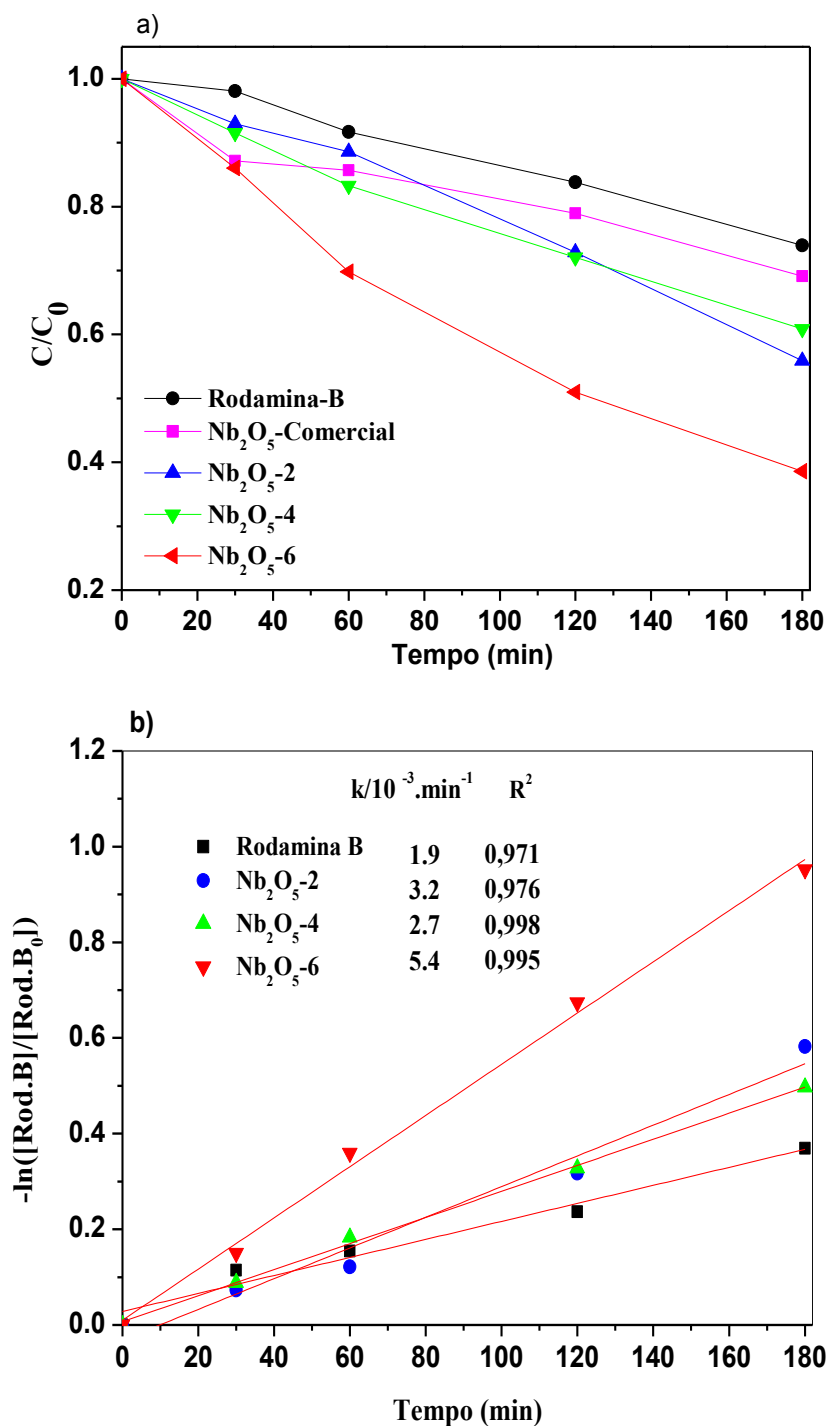 a)
1.0
0.8
0.6
0.4
0.2
C/C0
Rodamina-B
Nb2O5-Comercial
Nb2O5-2
Nb2O5-4
Nb2O5-6
0 20 40 60 80 100 120 140 160 180
Tempo (min)
b)
1.2
1.0
0.8
0.6
0.4
0.2
0.0
-ln([Rod.B]/[Rod.B0])
k/10 -3.min-1 R2
Rodamina B 1.9 0,971
Nb2O5-2 3.2 0,976
Nb2O5-4 2.7 0,998
Nb2O5-6 5.4 0,995
0 20 40 60 80 100 120 140 160 180
Tempo (min)